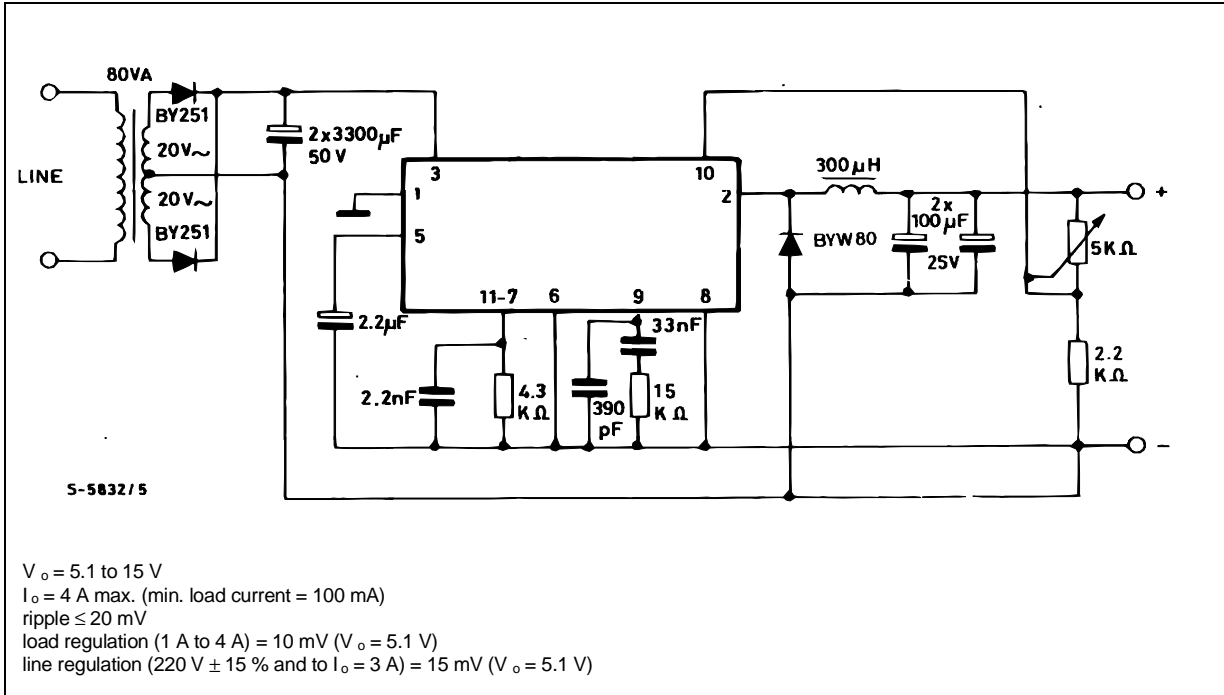 80VA
BY251
20V~
LINE
20V~
BY251
2x3300µF
50V
3
10
1
2
5
11-7
6
9
8
300µH
2x
100µF
25V
BYW80
5KΩ
2.2µF
2.2nF
4.3
KΩ
33nF
390
pF
15
KΩ
2.2
KΩ
+
−
S-5832/5
V o = 5.1 to 15 V
I o = 4 A max. (min. load current = 100 mA)
ripple ≤ 20 mV
load regulation (1 A to 4 A) = 10 mV (V o = 5.1 V)
line regulation (220 V ± 15 % and to I o = 3 A) = 15 mV (V o = 5.1 V)